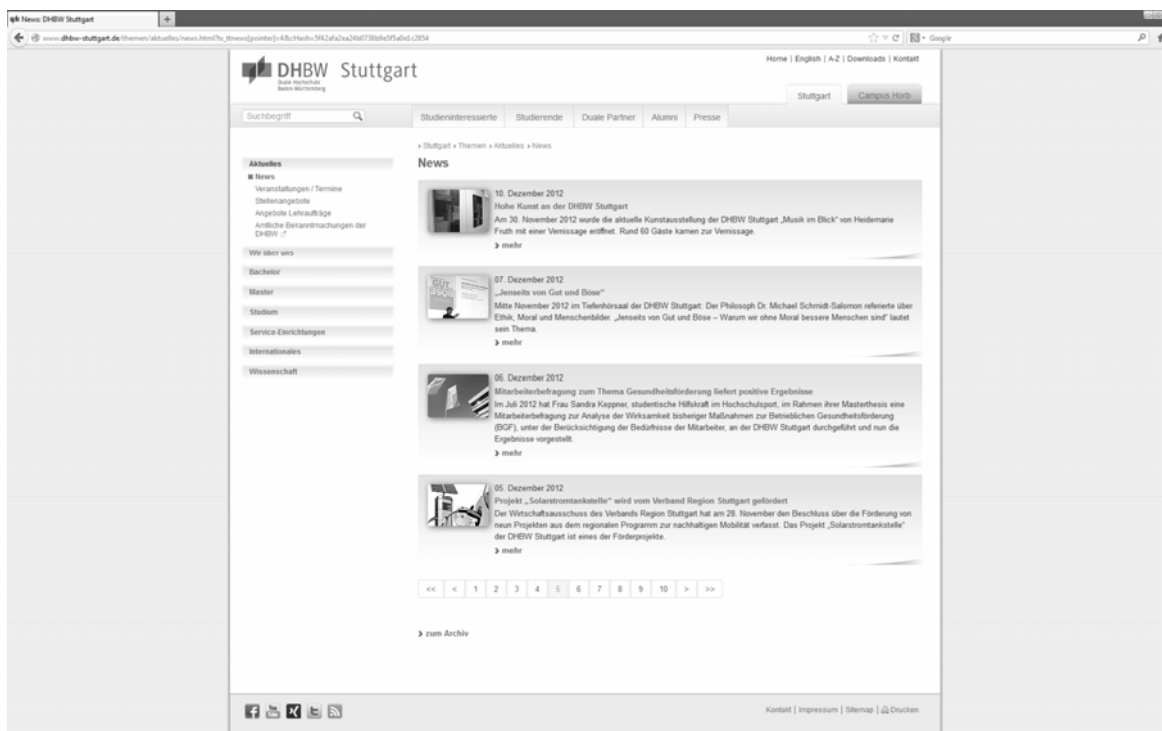 News: DHBW Stuttgart
www.dhbw-stuttgart.de/themen/aktuelles/news.html?
Google
DHBW Stuttgart
Duale Hochschule
Baden-Württemberg
Home | English | A-Z | Downloads | Kontakt
Stuttgart Campus Horb
Suchbegriff
Studieninteressierte Studierende Duale Partner Alumni Presse
› Stuttgart › Themen › Aktuelles › News
News
Aktuelles
News
Veranstaltungen / Termine
Stellenangebote
Angebote Lehraufträge
Amtliche Bekanntmachungen der
DHBW
Wir über uns
Bachelor
Master
Studium
Service-Einrichtungen
Internationales
Wissenschaft
10. Dezember 2012
Hohe Kunst an der DHBW Stuttgart
Am 30. November 2012 wurde die aktuelle Kunstausstellung der DHBW Stuttgart „Musik im Blick“ von Heidemarie
Fruth mit einer Vernissage eröffnet. Rund 60 Gäste kamen zur Vernissage.
› mehr
07. Dezember 2012
„Jenseits von Gut und Böse“
Mitte November 2012 im Tiefenhörsaal der DHBW Stuttgart: Der Philosoph Dr. Michael Schmidt-Salomon referierte über
Ethik, Moral und Menschenbilder. „Jenseits von Gut und Böse – Warum wir ohne Moral bessere Menschen sind“ lautet
sein Thema.
› mehr
06. Dezember 2012
Mitarbeiterbefragung zum Thema Gesundheitsförderung liefert positive Ergebnisse
Im Juli 2012 hat Frau Sandra Keppner, studentische Hilfskraft im Hochschulsport, im Rahmen ihrer Masterthesis eine
Mitarbeiterbefragung zur Analyse der Wirksamkeit bisheriger Maßnahmen zur Betrieblichen Gesundheitsförderung
(BGF), unter der Berücksichtigung der Bedürfnisse der Mitarbeiter, an der DHBW Stuttgart durchgeführt und nun die
Ergebnisse vorgestellt.
› mehr
05. Dezember 2012
Projekt „Solarstromtankstelle“ wird vom Verband Region Stuttgart gefördert
Der Wirtschaftsausschuss des Verbands Region Stuttgart hat am 28. November den Beschluss über die Förderung von
neun Projekten aus dem regionalen Programm zur nachhaltigen Mobilität verfasst. Das Projekt „Solarstromtankstelle“
der DHBW Stuttgart ist eines der Förderprojekte.
› mehr
<< < 1 2 3 4 5 6 7 8 9 10 > >>
› zum Archiv
Kontakt | Impressum | Sitemap | Drucken